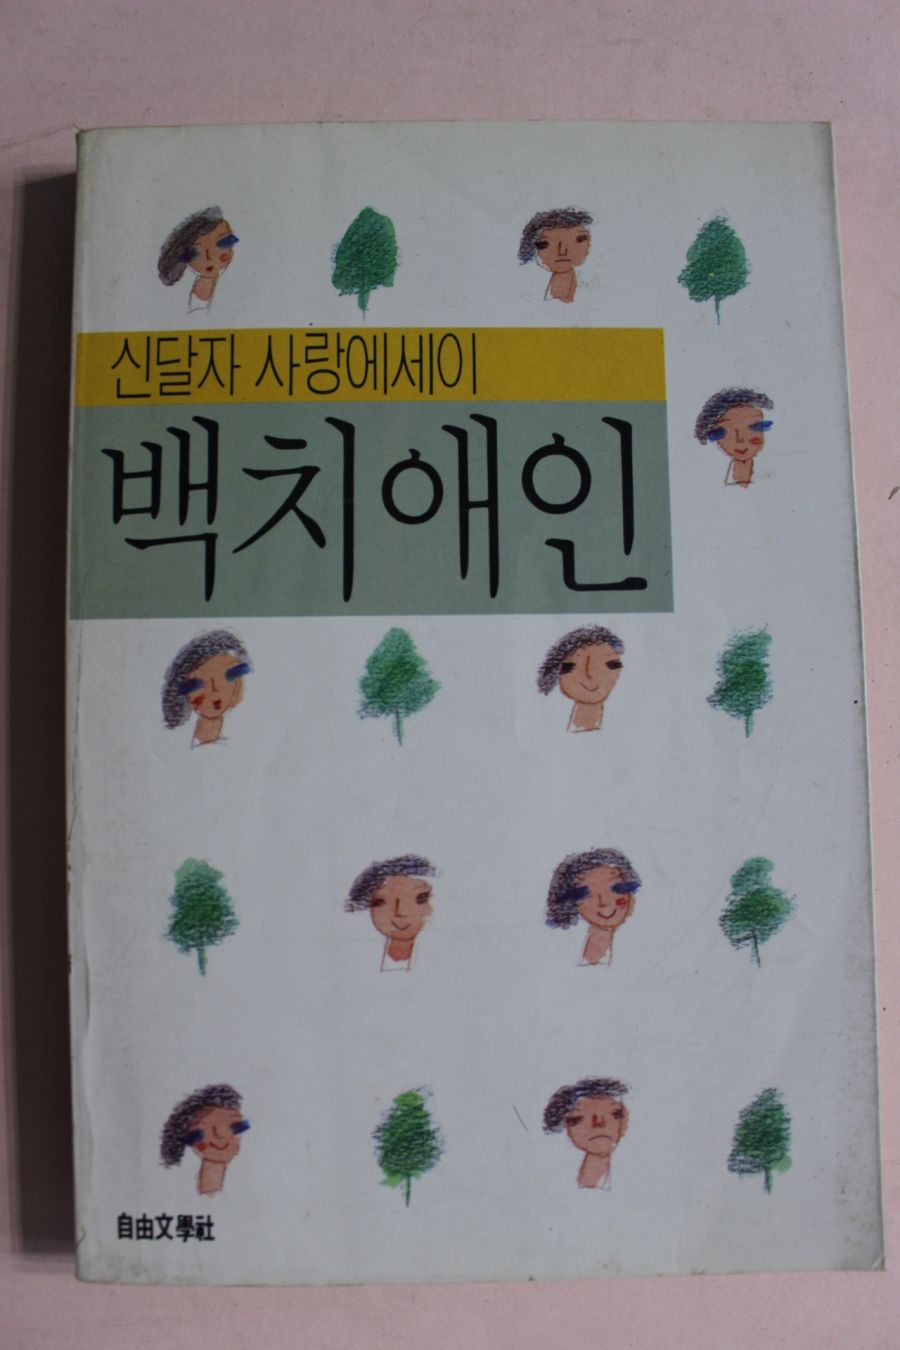 신달자 사랑에세이
백치애인
自由文學社